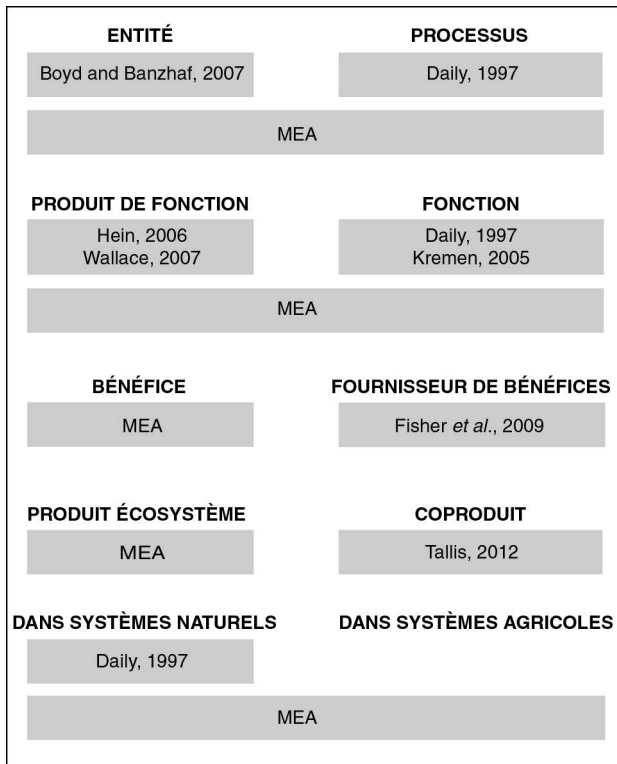 ENTITÉ
PROCESSUS
Boyd and Banzhaf, 2007
Daily, 1997
MEA
PRODUIT DE FONCTION
FONCTION
Hein, 2006
Wallace, 2007
Daily, 1997
Kremen, 2005
MEA
BÉNÉFICE
FOURNISSEUR DE BÉNÉFICES
MEA
Fisher et al., 2009
PRODUIT ÉCOSYSTÈME
COPRODUIT
MEA
Tallis, 2012
DANS SYSTÈMES NATURELS
DANS SYSTÈMES AGRICOLES
Daily, 1997
MEA